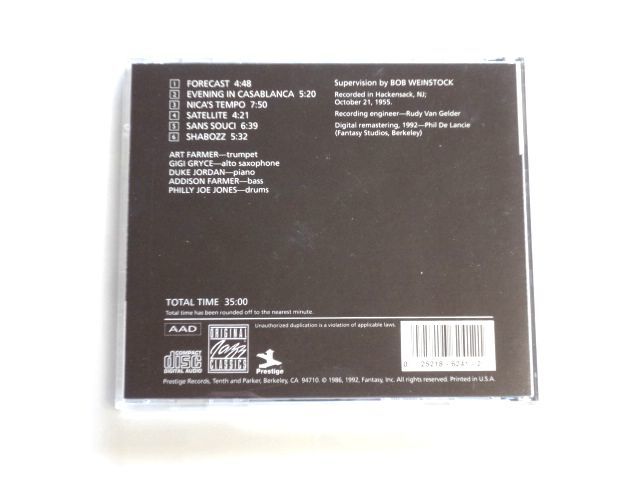 1 FORECAST 4:48
2 EVENING IN CASABLANCA 5:20
3 NICA'S TEMPO 7:50
4 SATELLITE 4:21
5 SANS SOUCI 6:39
6 SHABOZZ 5:32
ART FARMER—trumpet
GIGI GRYCE—alto saxophone
DUKE JORDAN—piano
ADDISON FARMER—bass
PHILLY JOE JONES—drums
Supervision by BOB WEINSTOCK
Recorded in Hackensack, NJ;
October 21, 1955.
Recording engineer—Rudy Van Gelder
Digital remastering, 1992—Phil De Lancie
(Fantasy Studios, Berkeley)
TOTAL TIME 35:00
Total time has been rounded off to the nearest minute.
AAD
COMPACT
disc
DIGITAL AUDIO
ORIGINAL
Jazz
CLASSICS
Prestige
Unauthorized duplication is a violation of applicable laws.
0 25218-6241-2
Prestige Records, Tenth and Parker, Berkeley, CA 94710. © 1986, 1992, Fantasy, Inc. All rights reserved. Printed in U.S.A.